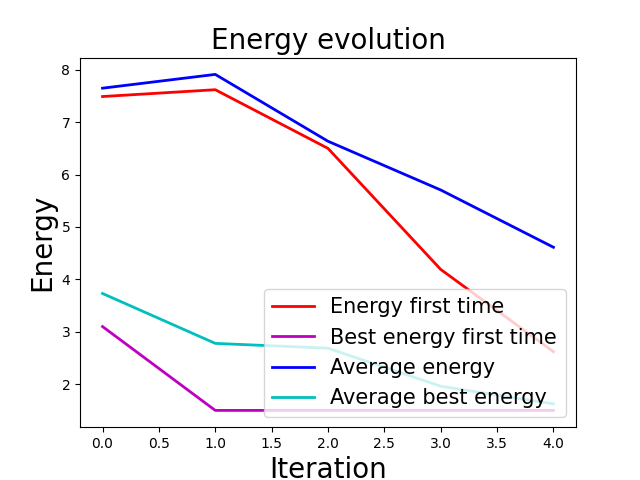 Energy evolution
8
7
6
5
4
3
2
Energy
Energy first time
Best energy first time
Average energy
Average best energy
0.0 0.5 1.0 1.5 2.0 2.5 3.0 3.5 4.0
Iteration